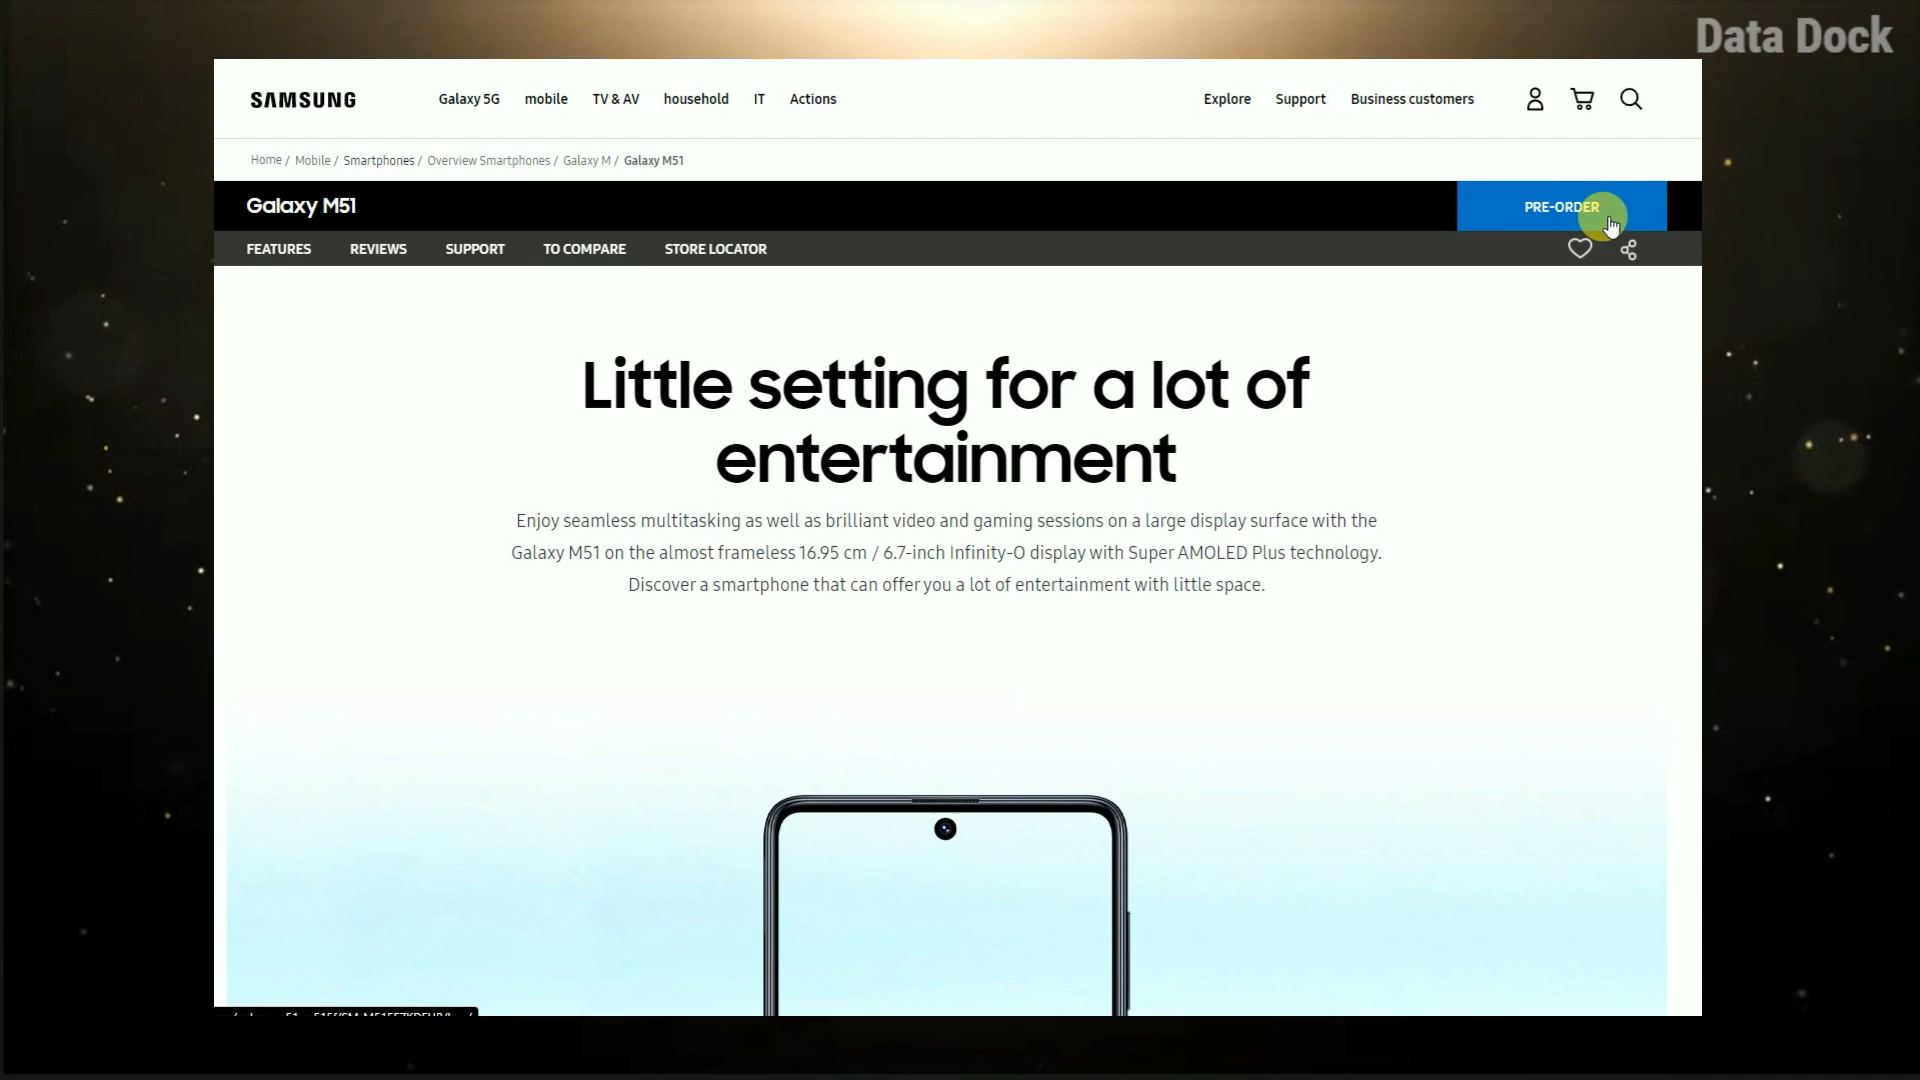 Data Dock
SAMSUNG
Galaxy 5G mobile TV & AV household IT Actions
Explore Support Business customers
Home / Mobile / Smartphones / Overview Smartphones / Galaxy M / Galaxy M51
Galaxy M51
PRE-ORDER
FEATURES REVIEWS SUPPORT TO COMPARE STORE LOCATOR
Little setting for a lot of
entertainment
Enjoy seamless multitasking as well as brilliant video and gaming sessions on a large display surface with the
Galaxy M51 on the almost frameless 16.95 cm / 6.7-inch Infinity-O display with Super AMOLED Plus technology.
Discover a smartphone that can offer you a lot of entertainment with little space.